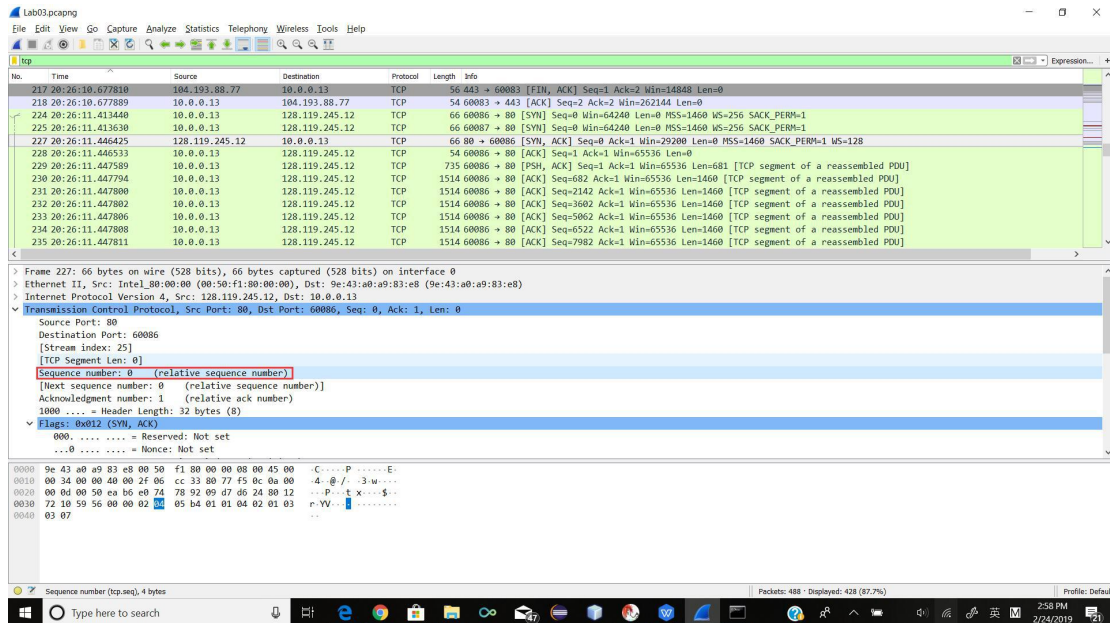 Lab03.pcapng
File Edit View Go Capture Analyze Statistics Telephony Wireless Tools Help
tcp Expression... +
No. Time Source Destination Protocol Length Info
217 20:26:10.677810 104.193.88.77 10.0.0.13 TCP 56 443 → 60083 [FIN, ACK] Seq=1 Ack=2 Win=14848 Len=0
218 20:26:10.677889 10.0.0.13 104.193.88.77 TCP 54 60083 → 443 [ACK] Seq=2 Ack=2 Win=262144 Len=0
224 20:26:11.413440 10.0.0.13 128.119.245.12 TCP 66 60086 → 80 [SYN] Seq=0 Win=64240 Len=0 MSS=1460 WS=256 SACK_PERM=1
225 20:26:11.413630 10.0.0.13 128.119.245.12 TCP 66 60087 → 80 [SYN] Seq=0 Win=64240 Len=0 MSS=1460 WS=256 SACK_PERM=1
227 20:26:11.446425 128.119.245.12 10.0.0.13 TCP 66 80 → 60086 [SYN, ACK] Seq=0 Ack=1 Win=29200 Len=0 MSS=1460 SACK_PERM=1 WS=128
228 20:26:11.446533 10.0.0.13 128.119.245.12 TCP 54 60086 → 80 [ACK] Seq=1 Ack=1 Win=65536 Len=0
229 20:26:11.447589 10.0.0.13 128.119.245.12 TCP 735 60086 → 80 [PSH, ACK] Seq=1 Ack=1 Win=65536 Len=681 [TCP segment of a reassembled PDU]
230 20:26:11.447794 10.0.0.13 128.119.245.12 TCP 1514 60086 → 80 [ACK] Seq=682 Ack=1 Win=65536 Len=1460 [TCP segment of a reassembled PDU]
231 20:26:11.447800 10.0.0.13 128.119.245.12 TCP 1514 60086 → 80 [ACK] Seq=2142 Ack=1 Win=65536 Len=1460 [TCP segment of a reassembled PDU]
232 20:26:11.447802 10.0.0.13 128.119.245.12 TCP 1514 60086 → 80 [ACK] Seq=3602 Ack=1 Win=65536 Len=1460 [TCP segment of a reassembled PDU]
233 20:26:11.447806 10.0.0.13 128.119.245.12 TCP 1514 60086 → 80 [ACK] Seq=5062 Ack=1 Win=65536 Len=1460 [TCP segment of a reassembled PDU]
234 20:26:11.447808 10.0.0.13 128.119.245.12 TCP 1514 60086 → 80 [ACK] Seq=6522 Ack=1 Win=65536 Len=1460 [TCP segment of a reassembled PDU]
235 20:26:11.447811 10.0.0.13 128.119.245.12 TCP 1514 60086 → 80 [ACK] Seq=7982 Ack=1 Win=65536 Len=1460 [TCP segment of a reassembled PDU]
Frame 227: 66 bytes on wire (528 bits), 66 bytes captured (528 bits) on interface 0
Ethernet II, Src: Intel_80:00:00 (00:50:f1:80:00:00), Dst: 9e:43:a0:a9:83:e8 (9e:43:a0:a9:83:e8)
Internet Protocol Version 4, Src: 128.119.245.12, Dst: 10.0.0.13
Transmission Control Protocol, Src Port: 80, Dst Port: 60086, Seq: 0, Ack: 1, Len: 0
Source Port: 80
Destination Port: 60086
[Stream index: 25]
[TCP Segment Len: 0]
Sequence number: 0 (relative sequence number)
[Next sequence number: 0 (relative sequence number)]
Acknowledgment number: 1 (relative ack number)
1000 .... = Header Length: 32 bytes (8)
Flags: 0x012 (SYN, ACK)
000. .... .... = Reserved: Not set
...0 .... .... = Nonce: Not set
0000 9e 43 a0 a9 83 e8 00 50 f1 80 00 00 08 00 45 00 ·C·····P ······E·
0010 00 34 00 00 40 00 2f 06 cc 33 80 77 f5 0c 0a 00 ·4··@·/· ·3·w····
0020 00 0d 00 50 ea b6 e0 74 78 92 09 d7 d6 24 80 12 ···P···t x····$··
0030 72 10 59 56 00 00 02 04 05 b4 01 01 04 02 01 03 r·YV···· ········
0040 03 07 ··
Sequence number (tcp.seq), 4 bytes Packets: 488 · Displayed: 428 (87.7%) Profile: Defau
Type here to search 47 英 M 2:58 PM
2/24/2019 21